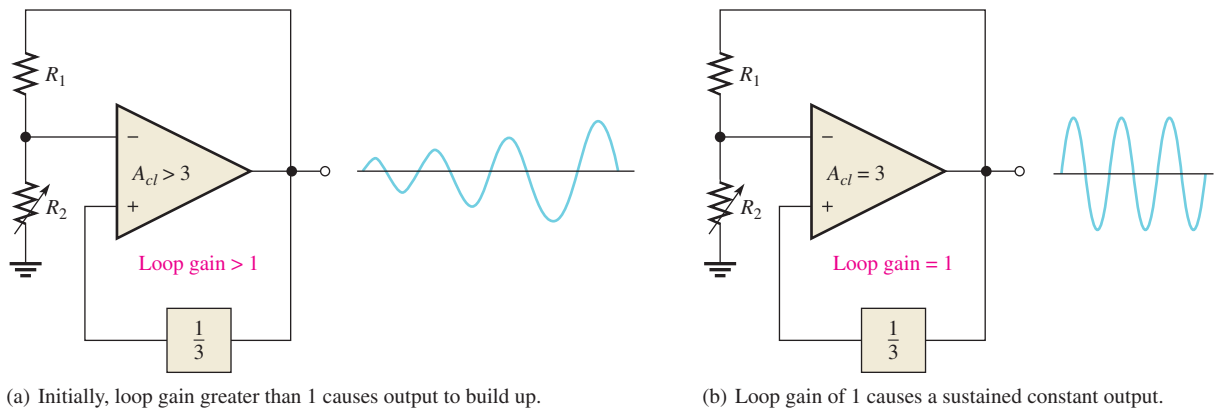 R1
−
Acl > 3
R2
+
Loop gain > 1
1
3
(a) Initially, loop gain greater than 1 causes output to build up.
R1
−
Acl = 3
R2
+
Loop gain = 1
1
3
(b) Loop gain of 1 causes a sustained constant output.